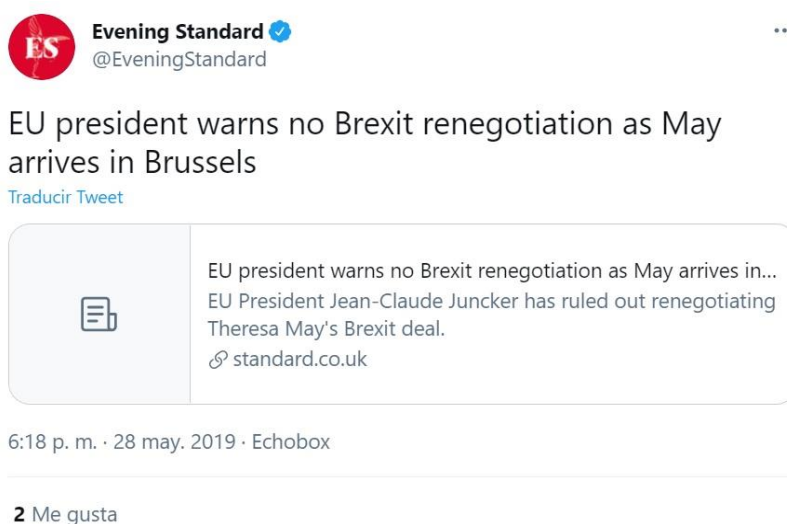 ES
Evening Standard
@EveningStandard
EU president warns no Brexit renegotiation as May
arrives in Brussels
Traducir Tweet
EU president warns no Brexit renegotiation as May arrives in...
EU President Jean-Claude Juncker has ruled out renegotiating
Theresa May's Brexit deal.
standard.co.uk
6:18 p. m. · 28 may. 2019 · Echobox
2 Me gusta